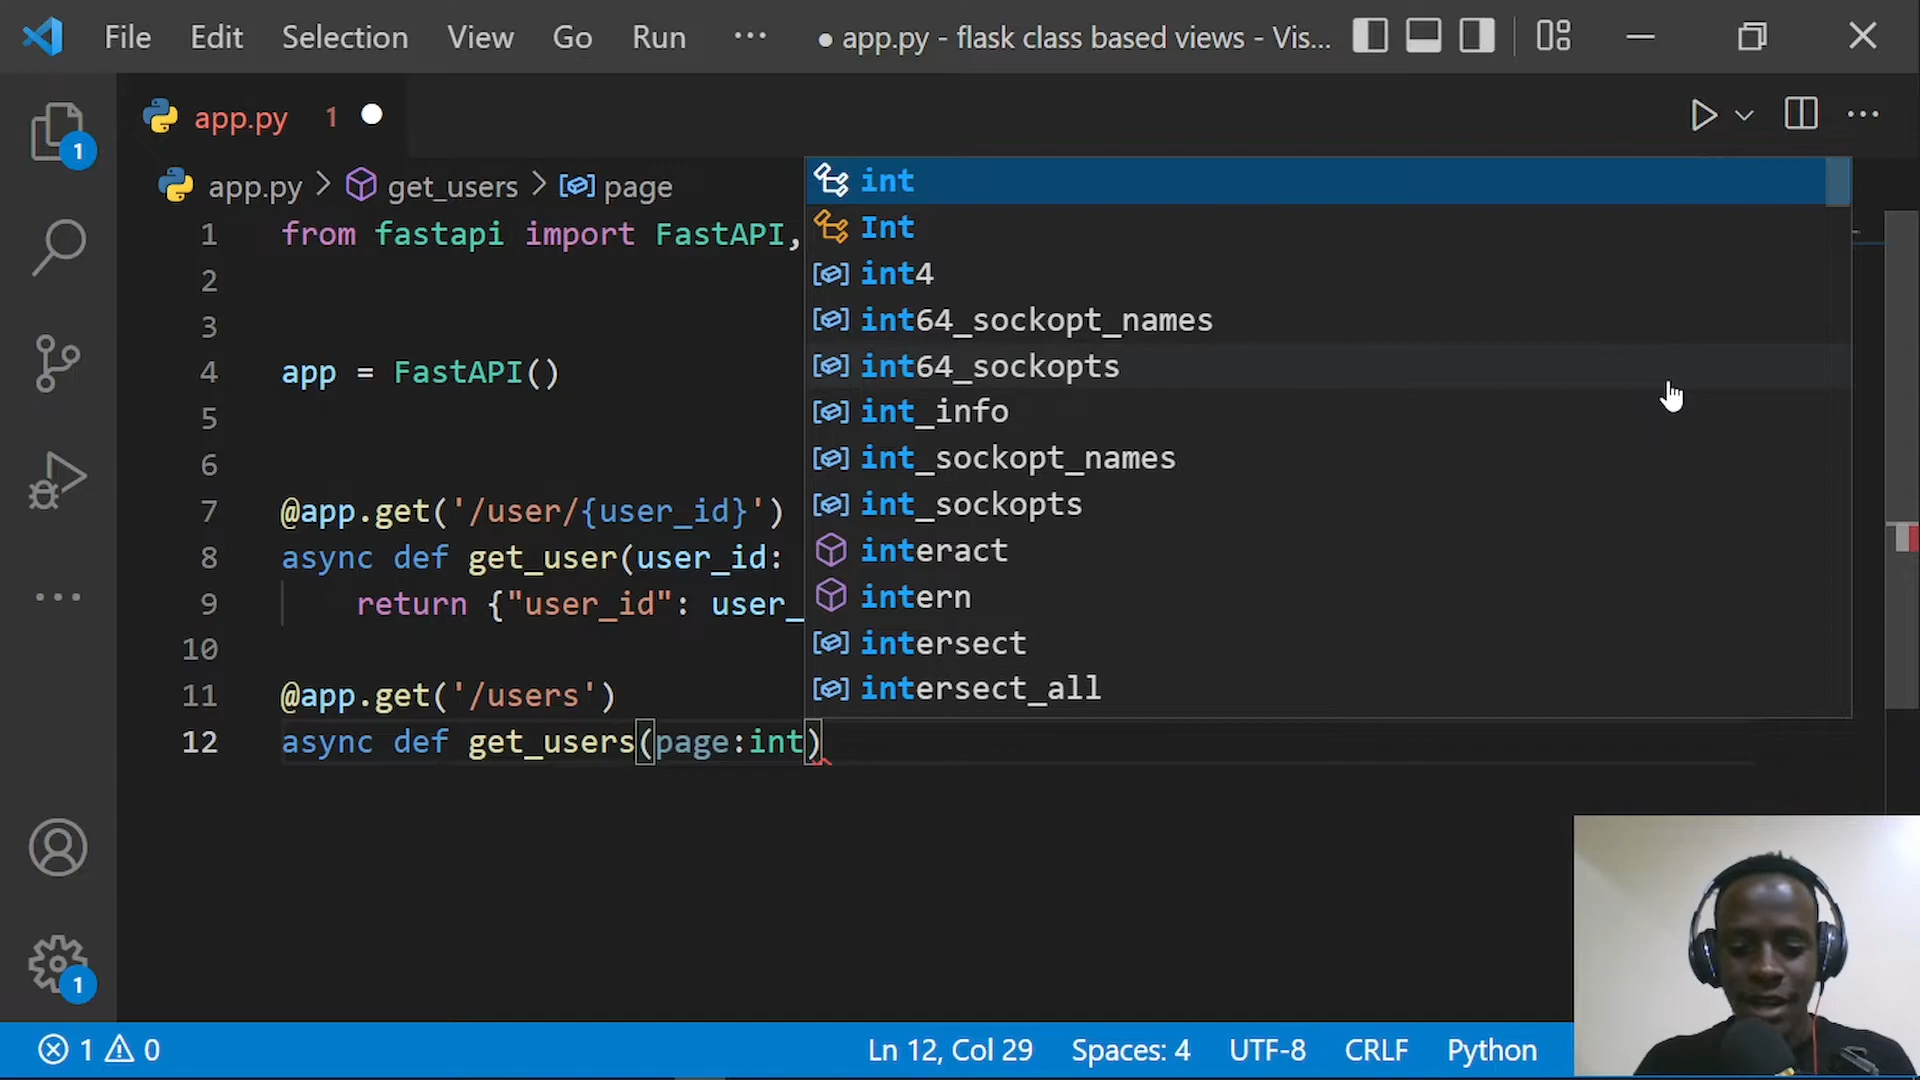 File Edit Selection View Go Run ··· ● app.py - flask class based views - Vis...
app.py 1 ●
1
app.py > get_users > page
1 from fastapi import FastAPI,
2
3
4 app = FastAPI()
5
6
7 @app.get('/user/{user_id}')
8 async def get_user(user_id:
9 return {"user_id": user_
10
11 @app.get('/users')
12 async def get_users(page:int)
int
Int
int4
int64_sockopt_names
int64_sockopts
int_info
int_sockopt_names
int_sockopts
interact
intern
intersect
intersect_all
1
1 0 Ln 12, Col 29 Spaces: 4 UTF-8 CRLF Python